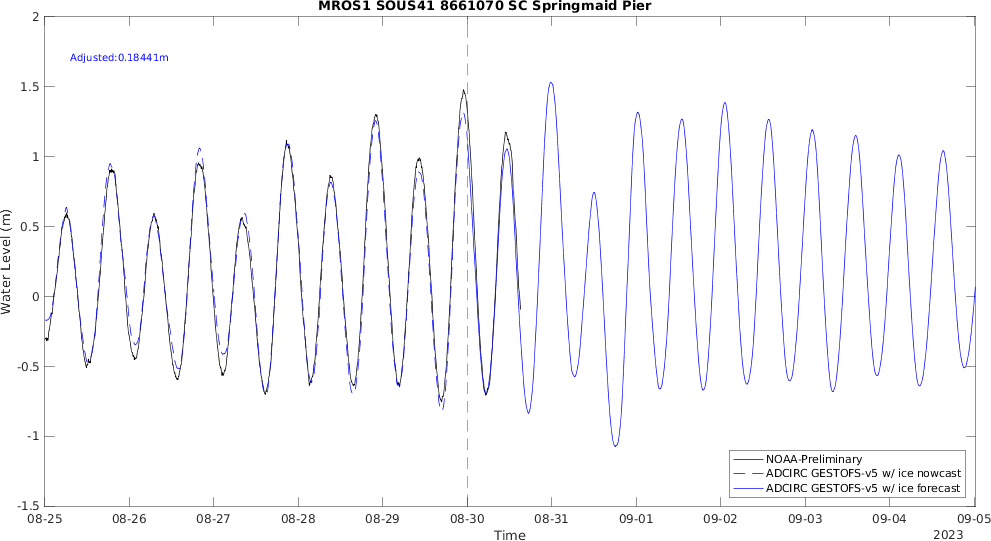 MROS1 SOUS41 8661070 SC Springmaid Pier
Adjusted:0.18441m
Water Level (m)
2
1.5
1
0.5
0
-0.5
-1
-1.5
NOAA-Preliminary
ADCIRC GESTOFS-v5 w/ ice nowcast
ADCIRC GESTOFS-v5 w/ ice forecast
08-25 08-26 08-27 08-28 08-29 08-30 08-31 09-01 09-02 09-03 09-04 09-05
Time
2023